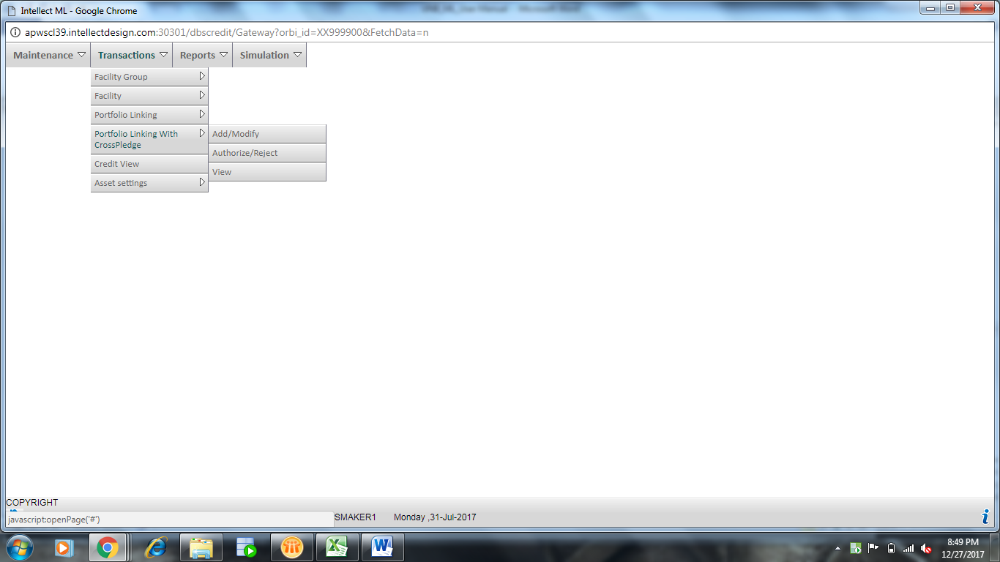 Intellect ML - Google Chrome
apwscl39.intellectdesign.com:30301/dbscredit/Gateway?orbi_id=XX999900&FetchData=n
Maintenance Transactions Reports Simulation
Facility Group
Facility
Portfolio Linking
Portfolio Linking With
CrossPledge
Add/Modify
Authorize/Reject
Credit View
View
Asset settings
COPYRIGHT
javascript:openPage('#')
SMAKER1 Monday ,31-Jul-2017
8:49 PM
12/27/2017